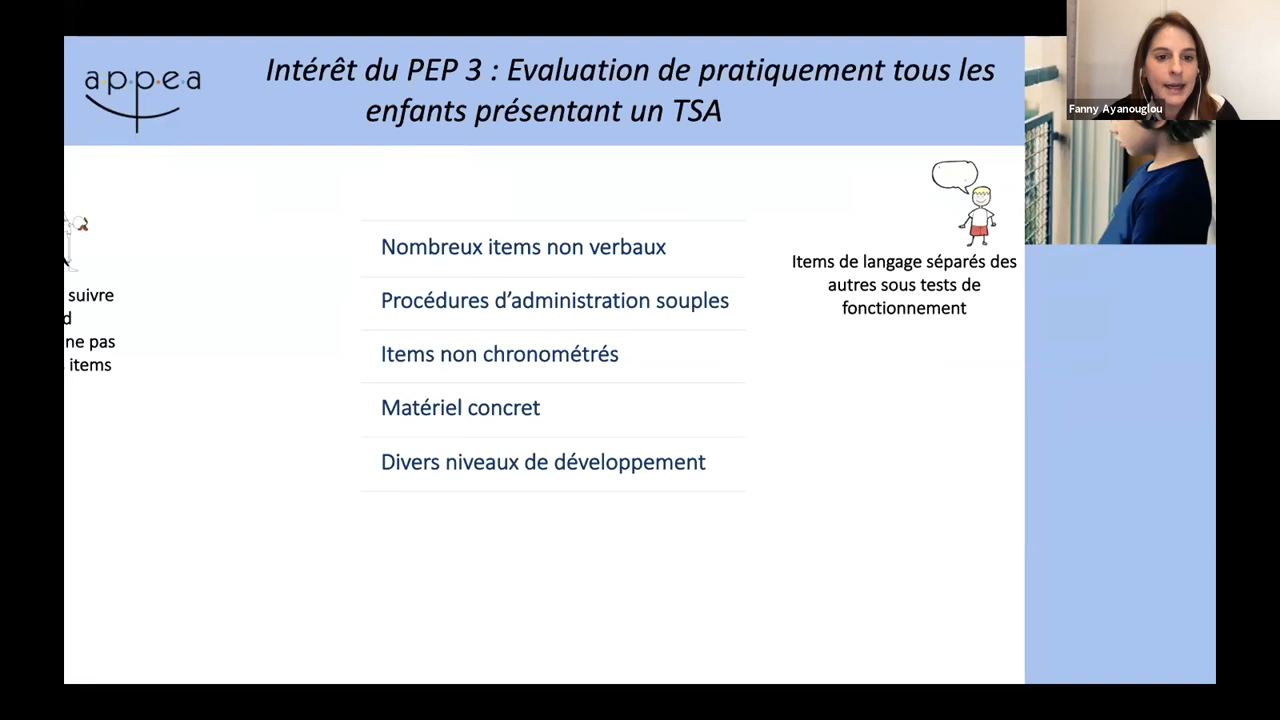 appea
Intérêt du PEP 3 : Evaluation de pratiquement tous les
enfants présentant un TSA
Fanny Ayanouglou
suivre
d
ne pas
items
Nombreux items non verbaux
Procédures d'administration souples
Items non chronométrés
Matériel concret
Divers niveaux de développement
Items de langage séparés des
autres sous tests de
fonctionnement